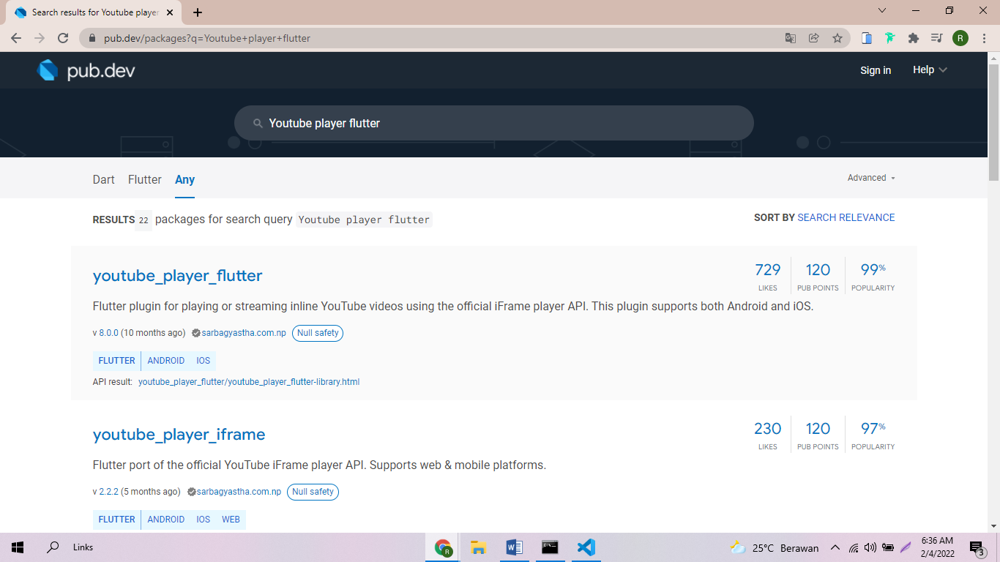 Search results for Youtube player
pub.dev/packages?q=Youtube+player+flutter
R
pub.dev
Sign in
Help
Youtube player flutter
Dart Flutter Any
Advanced
RESULTS 22 packages for search query Youtube player flutter
SORT BY SEARCH RELEVANCE
youtube_player_flutter
729 120 99%
LIKES PUB POINTS POPULARITY
Flutter plugin for playing or streaming inline YouTube videos using the official iFrame player API. This plugin supports both Android and iOS.
v 8.0.0 (10 months ago) sarbagyastha.com.np Null safety
FLUTTER ANDROID IOS
API result: youtube_player_flutter/youtube_player_flutter-library.html
youtube_player_iframe
230 120 97%
LIKES PUB POINTS POPULARITY
Flutter port of the official YouTube iFrame player API. Supports web & mobile platforms.
v 2.2.2 (5 months ago) sarbagyastha.com.np Null safety
FLUTTER ANDROID IOS WEB
Links
R
25°C Berawan
6:36 AM
2/4/2022
3